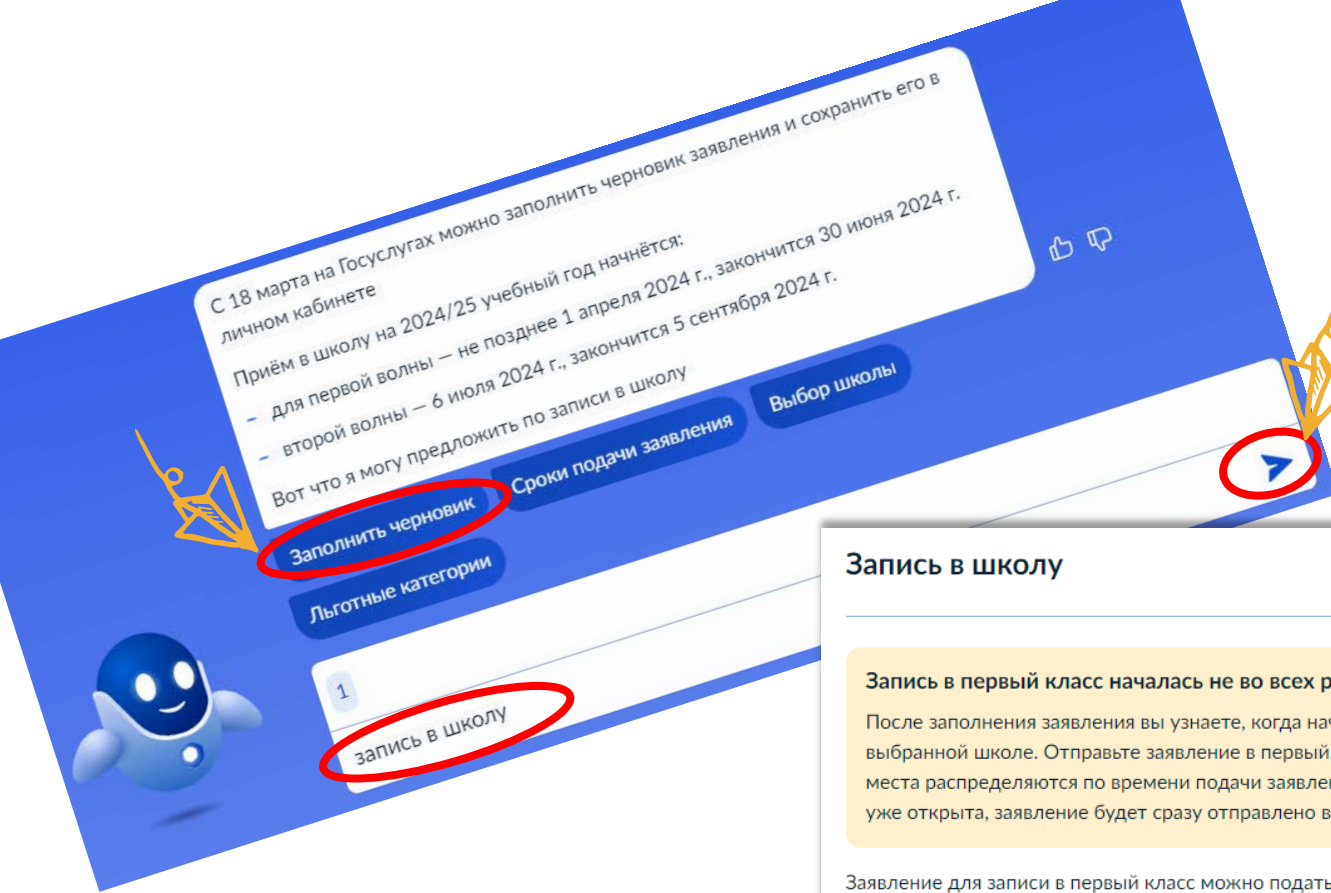 С 18 марта на Госуслугах можно заполнить черновик заявления и сохранить его в
личном кабинете
Приём в школу на 2024/25 учебный год начнётся:
– для первой волны — не позднее 1 апреля 2024 г., закончится 30 июня 2024 г.
– второй волны — 6 июля 2024 г., закончится 5 сентября 2024 г.
Вот что я могу предложить по записи в школу
Заполнить черновик
Сроки подачи заявления
Выбор школы
Льготные категории
1
запись в школу
Запись в школу
Запись в первый класс началась не во всех р
После заполнения заявления вы узнаете, когда нач
выбранной школе. Отправьте заявление в первый
места распределяются по времени подачи заявле
уже открыта, заявление будет сразу отправлено в
Заявление для записи в первый класс можно подать